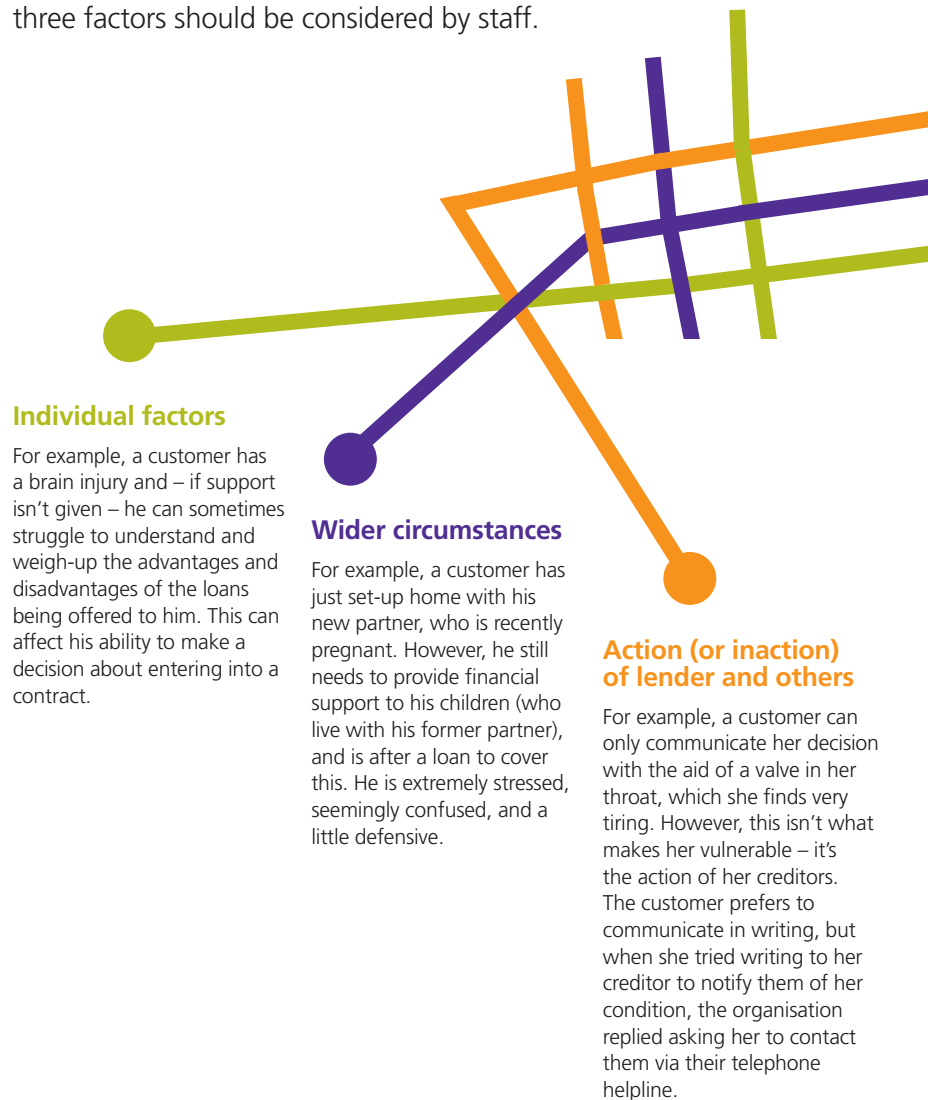 three factors should be considered by staff.
Individual factors
For example, a customer has
a brain injury and – if support
isn’t given – he can sometimes
struggle to understand and
weigh-up the advantages and
disadvantages of the loans
being offered to him. This can
affect his ability to make a
decision about entering into a
contract.
Wider circumstances
For example, a customer has
just set-up home with his
new partner, who is recently
pregnant. However, he still
needs to provide financial
support to his children (who
live with his former partner),
and is after a loan to cover
this. He is extremely stressed,
seemingly confused, and a
little defensive.
Action (or inaction)
of lender and others
For example, a customer can
only communicate her decision
with the aid of a valve in her
throat, which she finds very
tiring. However, this isn’t what
makes her vulnerable – it’s
the action of her creditors.
The customer prefers to
communicate in writing, but
when she tried writing to her
creditor to notify them of her
condition, the organisation
replied asking her to contact
them via their telephone
helpline.